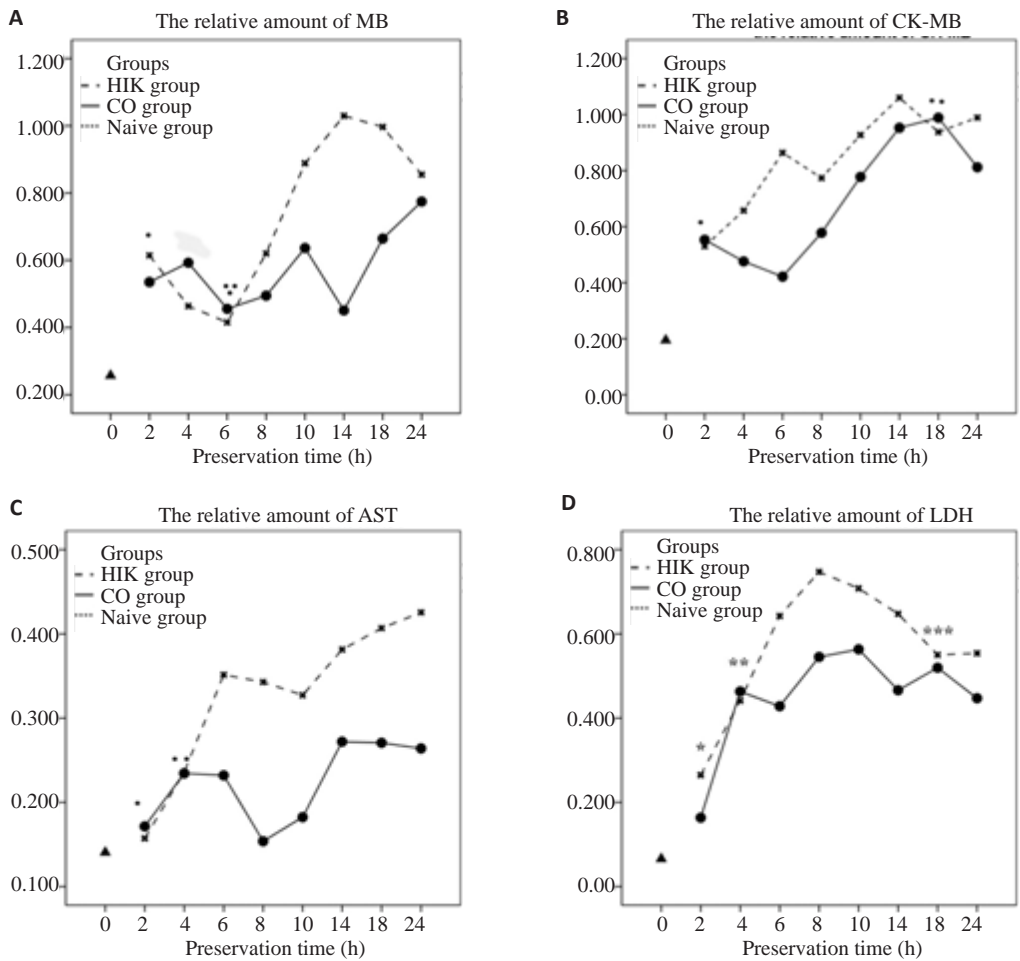 A
The relative amount of MB
1.200
1.000
0.800
0.600
0.400
0.200
Groups
HIK group
CO group
Naive group
0 2 4 6 8 10 14 18 24
Preservation time (h)
B
The relative amount of CK-MB
1.200
1.000
0.800
0.600
0.400
0.200
0.00
Groups
HIK group
CO group
Naive group
0 2 4 6 8 10 14 18 24
Preservation time (h)
C
The relative amount of AST
0.500
0.400
0.300
0.200
0.100
Groups
HIK group
CO group
Naive group
0 2 4 6 8 10 14 18 24
Preservation time (h)
D
The relative amount of LDH
0.800
0.600
0.400
0.200
0.00
Groups
HIK group
CO group
Naive group
0 2 4 6 8 10 14 18 24
Preservation time (h)